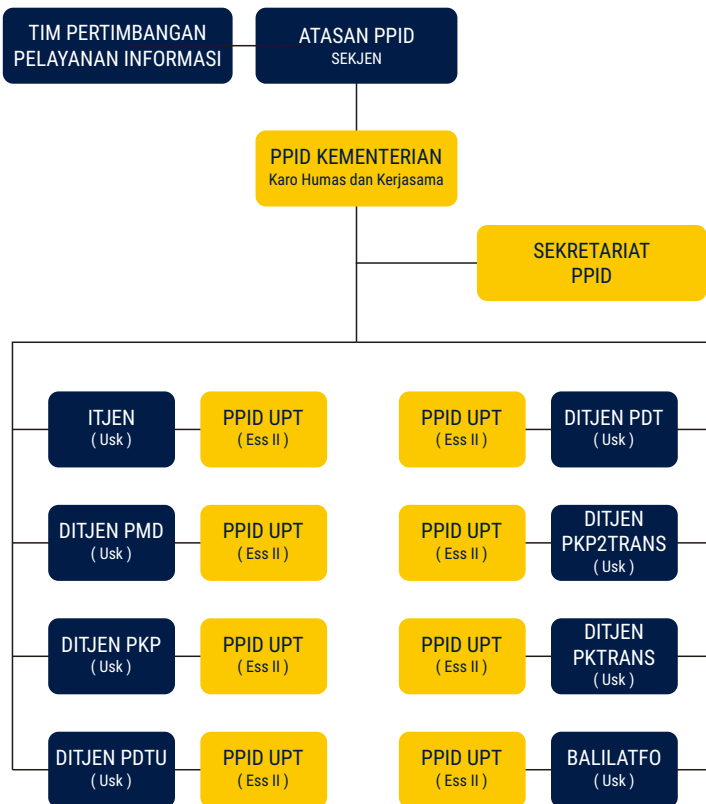 TIM PERTIMBANGAN
PELAYANAN INFORMASI
ATASAN PPID
SEKJEN
PPID KEMENTERIAN
Karo Humas dan Kerjasama
SEKRETARIAT
PPID
ITJEN
( Usk )
PPID UPT
( Ess II )
PPID UPT
( Ess II )
DITJEN PDT
( Usk )
DITJEN PMD
( Usk )
PPID UPT
( Ess II )
PPID UPT
( Ess II )
DITJEN
PKP2TRANS
( Usk )
DITJEN PKP
( Usk )
PPID UPT
( Ess II )
PPID UPT
( Ess II )
DITJEN
PKTRANS
( Usk )
DITJEN PDTU
( Usk )
PPID UPT
( Ess II )
PPID UPT
( Ess II )
BALILATFO
( Usk )